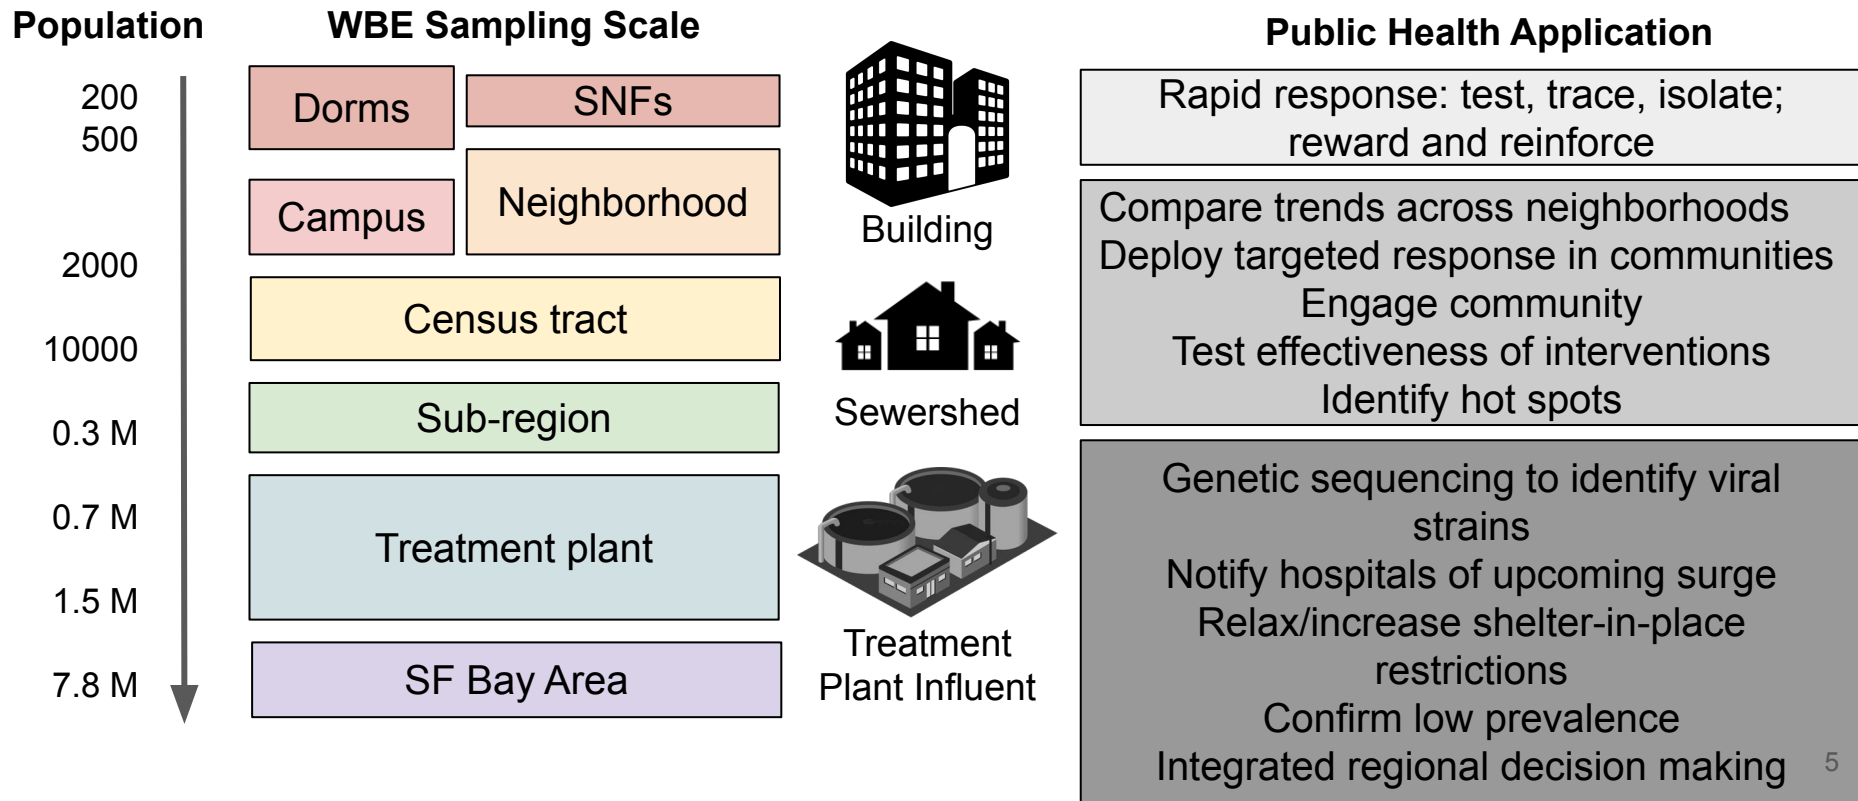 Population
WBE Sampling Scale
Public Health Application
200
500
2000
10000
0.3 M
0.7 M
1.5 M
7.8 M
Dorms
SNFs
Campus
Neighborhood
Census tract
Sub-region
Treatment plant
SF Bay Area
Building
Sewershed
Treatment
Plant Influent
Rapid response: test, trace, isolate;
reward and reinforce
Compare trends across neighborhoods
Deploy targeted response in communities
Engage community
Test effectiveness of interventions
Identify hot spots
Genetic sequencing to identify viral
strains
Notify hospitals of upcoming surge
Relax/increase shelter-in-place
restrictions
Confirm low prevalence
Integrated regional decision making
5